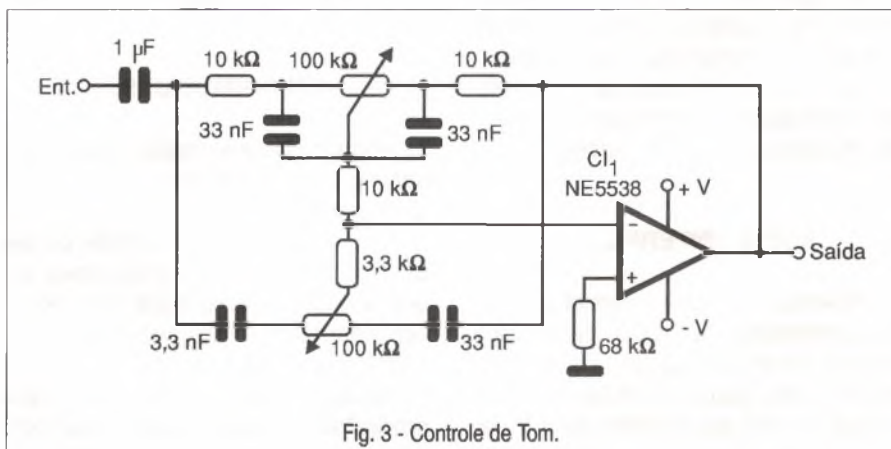 1 µF
10 kΩ
100 kΩ
10 kΩ
Ent.
33 nF
33 nF
CI1
NE5538
+ V
10 kΩ
-
Saída
3,3 kΩ
+
3,3 nF
100 kΩ
33 nF
68 kΩ
- V
Fig. 3 - Controle de Tom.